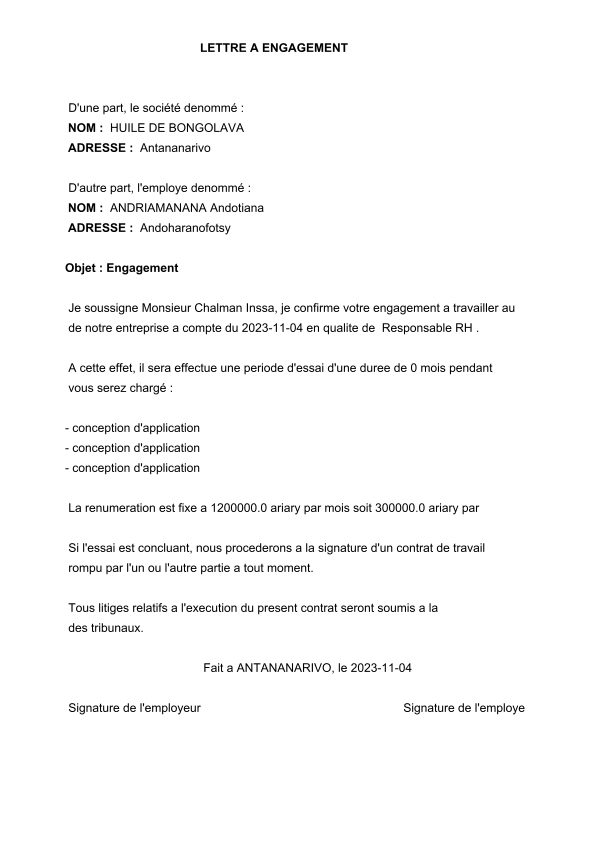 LETTRE A ENGAGEMENT
D'une part, le société denommé :
NOM : HUILE DE BONGOLAVA
ADRESSE : Antananarivo
D'autre part, l'employe denommé :
NOM : ANDRIAMANANA Andotiana
ADRESSE : Andoharanofotsy
Objet : Engagement
Je soussigne Monsieur Chalman Inssa, je confirme votre engagement a travailler au
de notre entreprise a compte du 2023-11-04 en qualite de Responsable RH .
A cette effet, il sera effectue une periode d'essai d'une duree de 0 mois pendant
vous serez chargé :
- conception d'application
- conception d'application
- conception d'application
La renumeration est fixe a 1200000.0 ariary par mois soit 300000.0 ariary par
Si l'essai est concluant, nous procederons a la signature d'un contrat de travail
rompu par l'un ou l'autre partie a tout moment.
Tous litiges relatifs a l'execution du present contrat seront soumis a la
des tribunaux.
Fait a ANTANANARIVO, le 2023-11-04
Signature de l'employeur Signature de l'employe